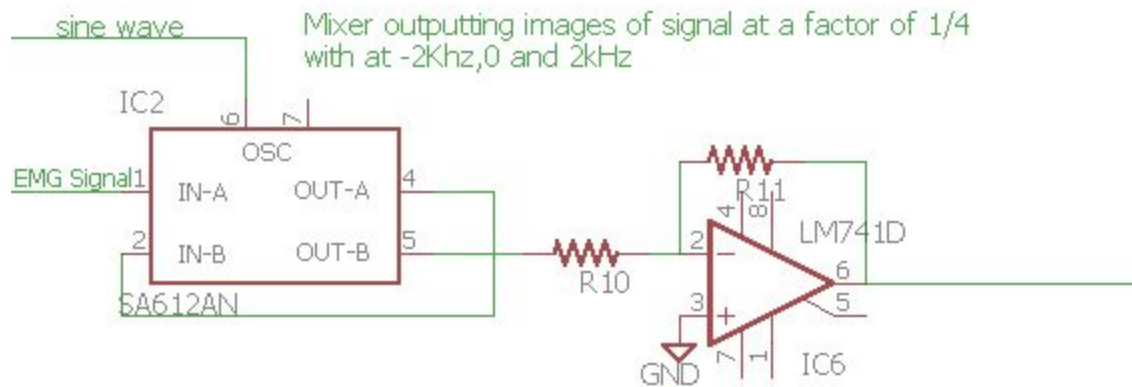 sine wave
Mixer outputting images of signal at a factor of 1/4
with at -2Khz,0 and 2kHz
IC2
6
7
OSC
EMG Signal1
IN-A
OUT-A
4
2
IN-B
OUT-B
5
SA612AN
R10
R11
4
8
LM741D
2
6
3
5
GND
7
1
IC6